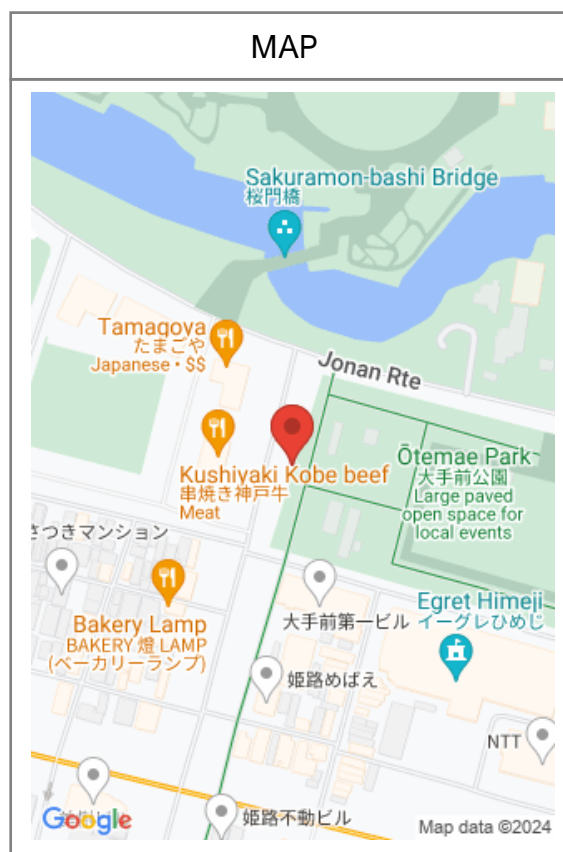 MAP
Sakuramon-bashi Bridge
桜門橋
Tamagoya
たまごや
Japanese • $$
Jonan Rte
Kushiyaki Kobe beef
串焼き神戸牛
Meat
Ōtemae Park
大手前公園
Large paved
open space for
local events
さつきマンション
Bakery Lamp
BAKERY 燈 LAMP
(ベーカリーランプ)
大手前第一ビル
Egret Himeji
イーグレひめじ
姫路めばえ
NTT
姫路不動ビル
Google
Map data ©2024